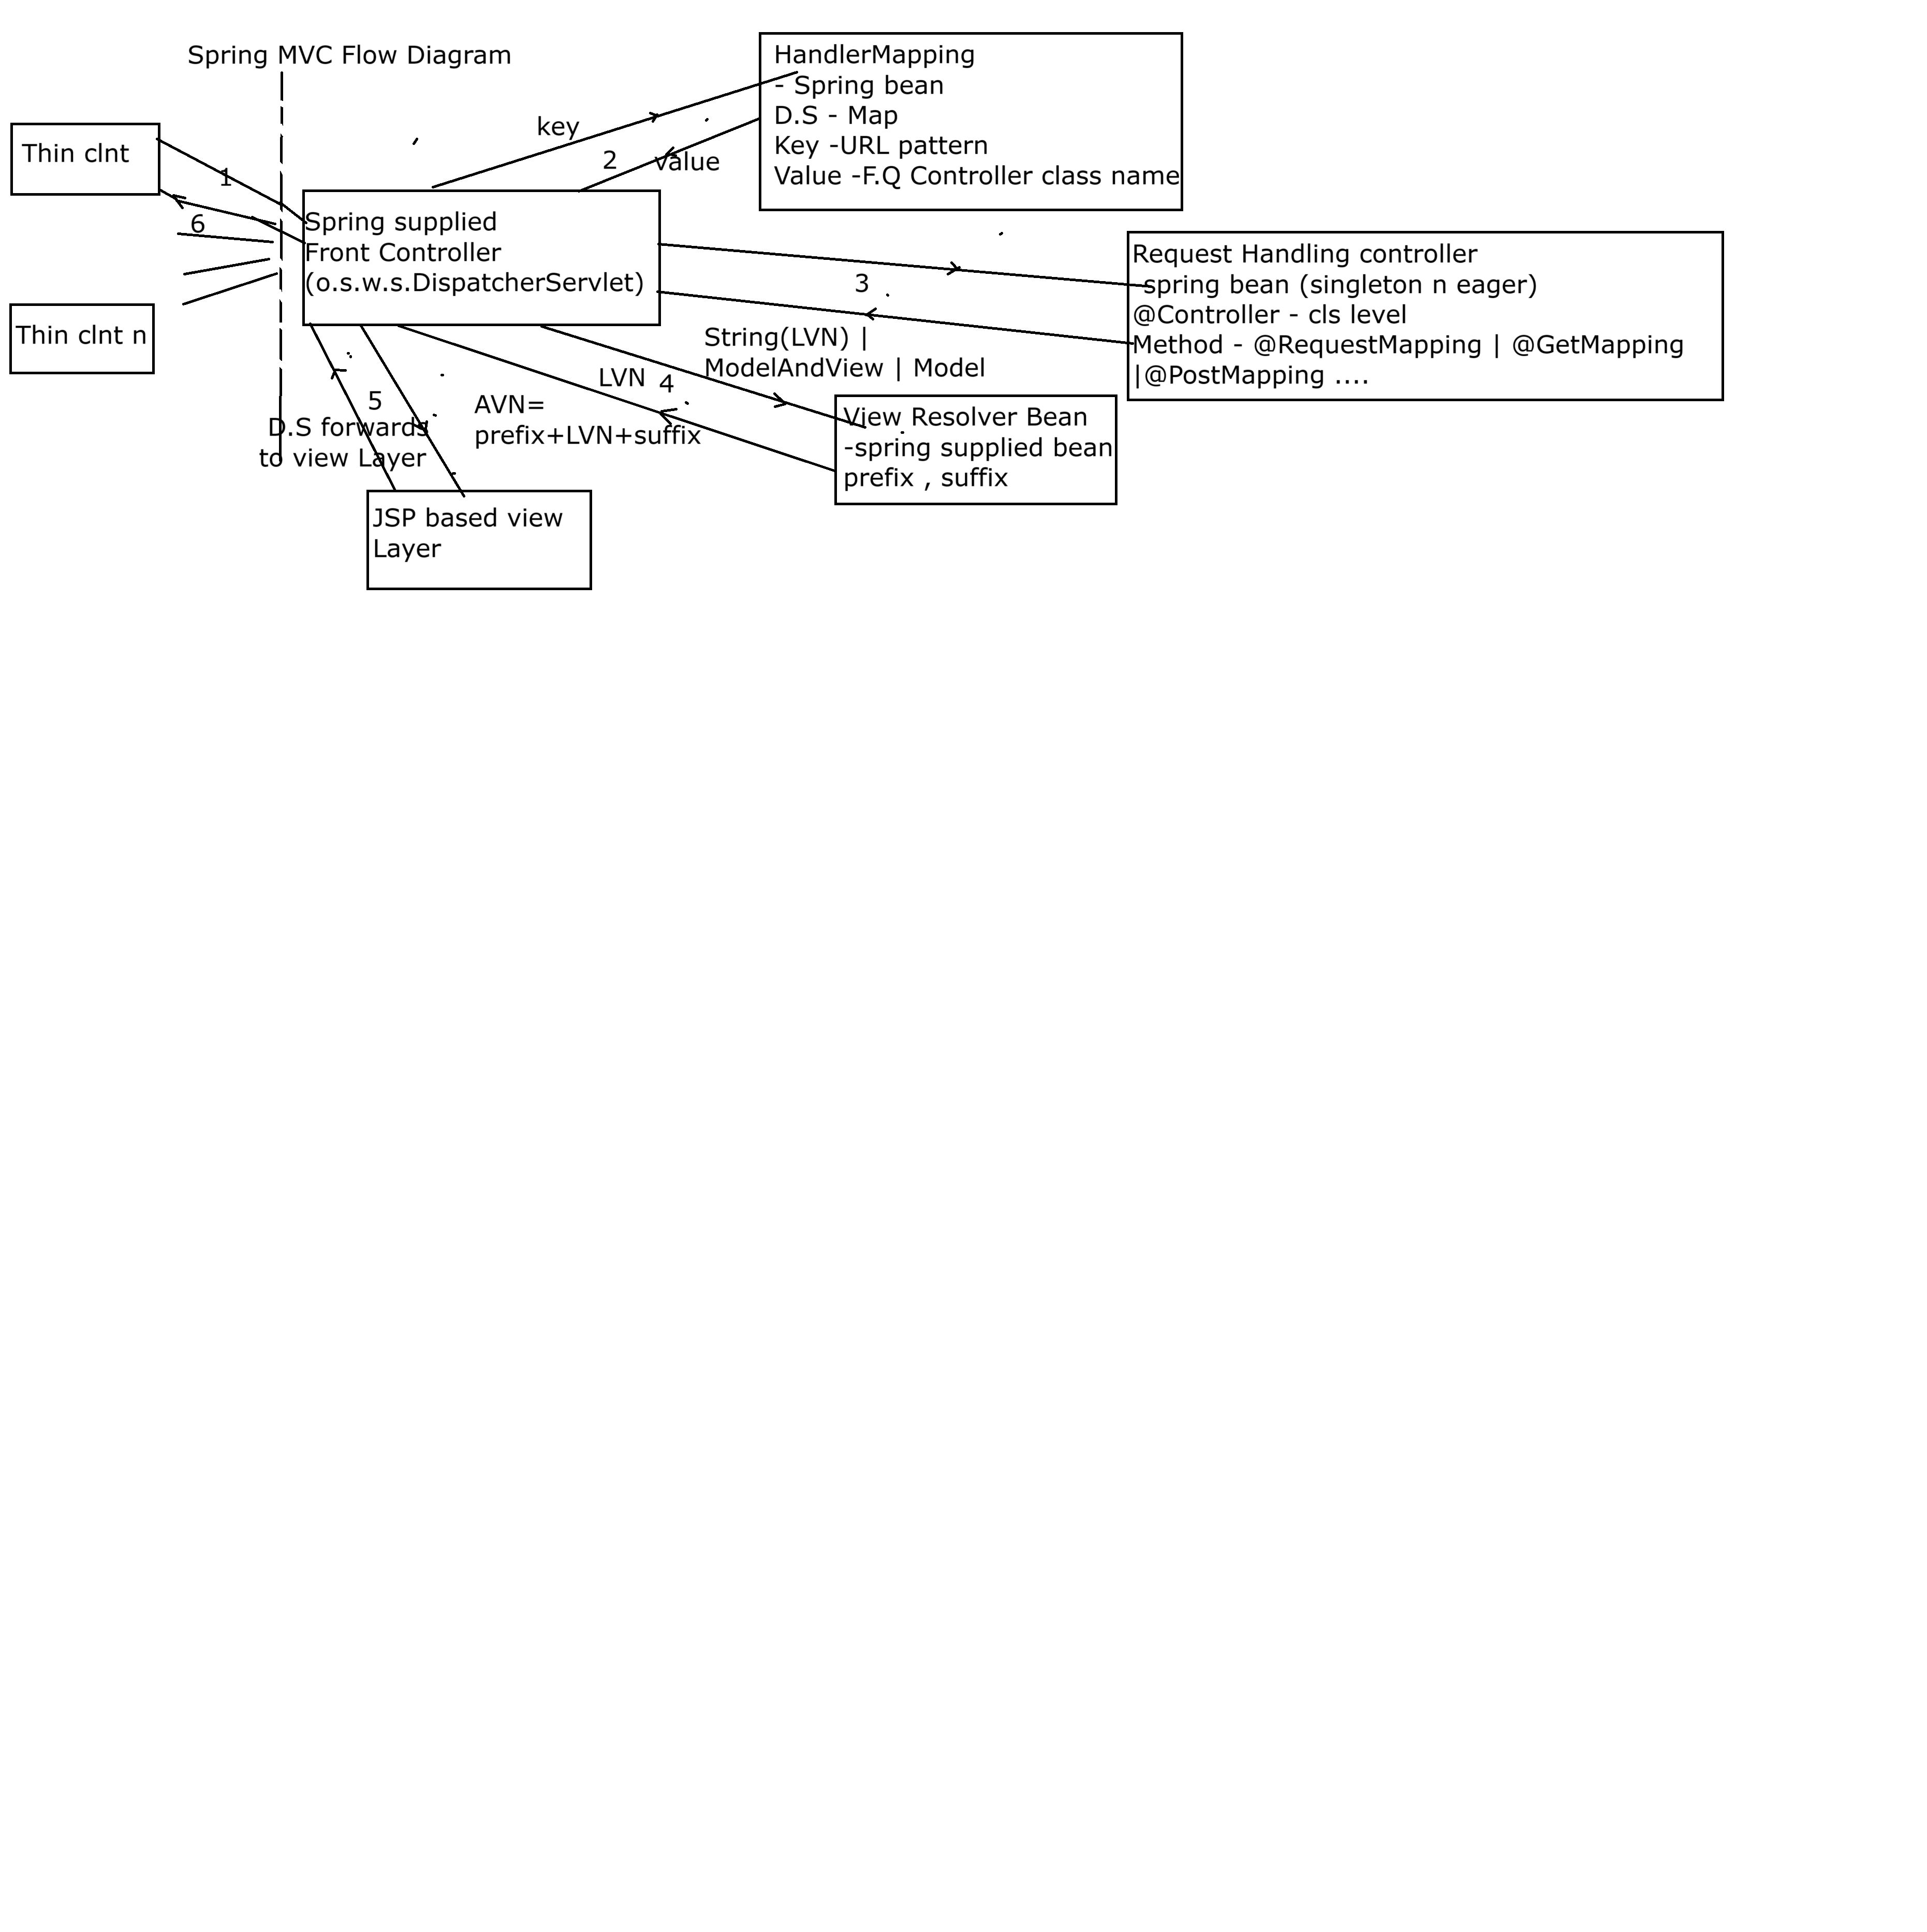 Spring MVC Flow Diagram
HandlerMapping
- Spring bean
D.S - Map
Key -URL pattern
Value -F.Q Controller class name
Thin clnt
1
key
2
value
6
Spring supplied
Front Controller
(o.s.w.s.DispatcherServlet)
3
Request Handling controller
spring bean (singleton n eager)
@Controller - cls level
Method - @RequestMapping | @GetMapping
|@PostMapping ....
Thin clnt n
String(LVN) |
ModelAndView | Model
LVN
4
5
D.S forwards
to view Layer
AVN=
prefix+LVN+suffix
View Resolver Bean
-spring supplied bean
prefix , suffix
JSP based view
Layer